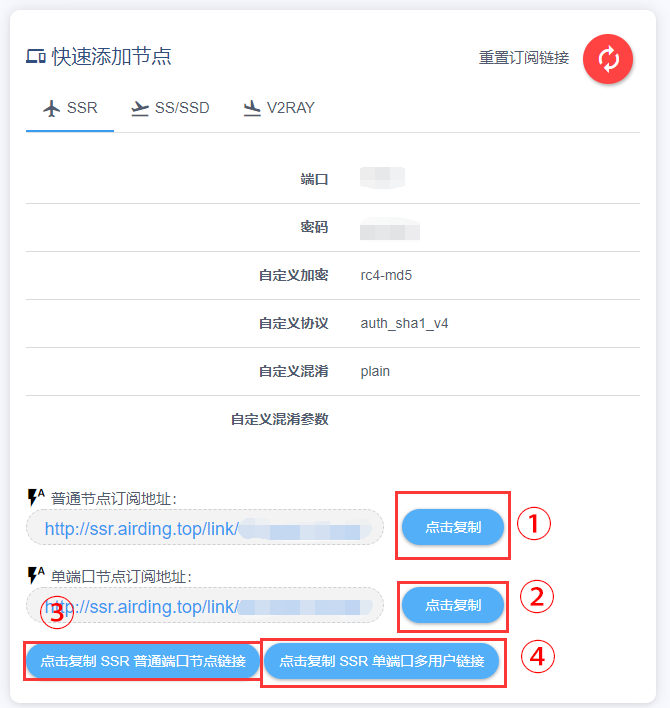 快速添加节点
重置订阅链接
SSR SS/SSD V2RAY
端口
密码
自定义加密 rc4-md5
自定义协议 auth_sha1_v4
自定义混淆 plain
自定义混淆参数
普通节点订阅地址:
http://ssr.airding.top/link/
点击复制 ①
单端口节点订阅地址:
http://ssr.airding.top/link/
点击复制 ②
③
点击复制 SSR 普通端口节点链接
点击复制 SSR 单端口多用户链接 ④